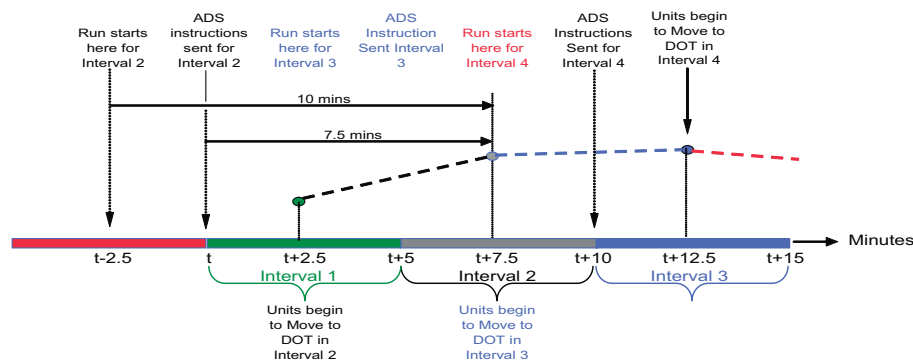 Run starts
here for
Interval 2
ADS
instructions
sent for
Interval 2
Run starts
here for
Interval 3
ADS
Instruction
Sent Interval
3
Run starts
here for
Interval 4
ADS
Instructions
Sent for
Interval 4
Units begin
to Move to
DOT in
Interval 4
10 mins
7.5 mins
Minutes
t-2.5
t
t+2.5
t+5
t+7.5
t+10
t+12.5
t+15
Interval 1
Interval 2
Interval 3
Units begin
to Move to
DOT in
Interval 2
Units begin
to Move to
DOT in
Interval 3